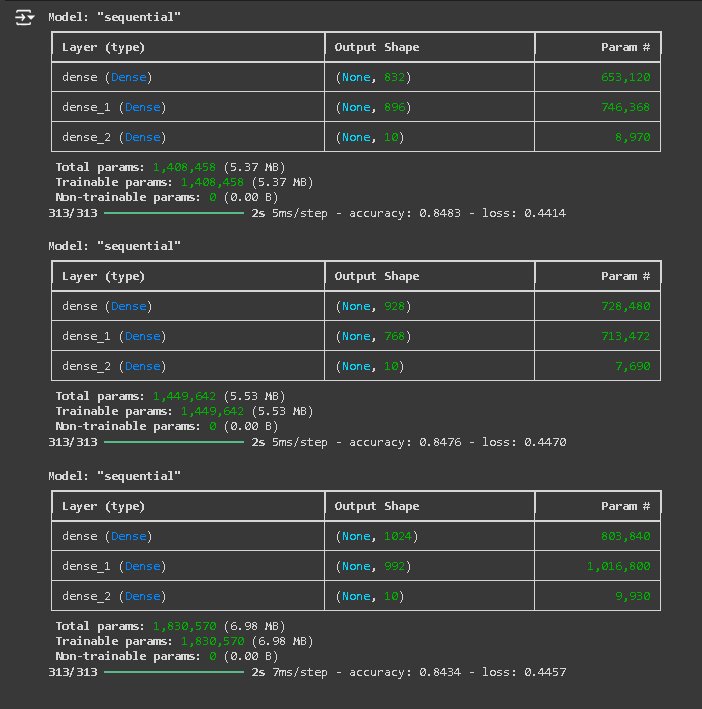 Model: "sequential"
Layer (type) Output Shape Param #
dense (Dense) (None, 832) 653,120
dense_1 (Dense) (None, 896) 746,368
dense_2 (Dense) (None, 10) 8,970
Total params: 1,408,458 (5.37 MB)
Trainable params: 1,408,458 (5.37 MB)
Non-trainable params: 0 (0.00 B)
313/313 2s 5ms/step - accuracy: 0.8483 - loss: 0.4414
Model: "sequential"
Layer (type) Output Shape Param #
dense (Dense) (None, 928) 728,480
dense_1 (Dense) (None, 768) 713,472
dense_2 (Dense) (None, 10) 7,690
Total params: 1,449,642 (5.53 MB)
Trainable params: 1,449,642 (5.53 MB)
Non-trainable params: 0 (0.00 B)
313/313 2s 5ms/step - accuracy: 0.8476 - loss: 0.4470
Model: "sequential"
Layer (type) Output Shape Param #
dense (Dense) (None, 1024) 803,840
dense_1 (Dense) (None, 992) 1,016,800
dense_2 (Dense) (None, 10) 9,930
Total params: 1,830,570 (6.98 MB)
Trainable params: 1,830,570 (6.98 MB)
Non-trainable params: 0 (0.00 B)
313/313 2s 7ms/step - accuracy: 0.8434 - loss: 0.4457